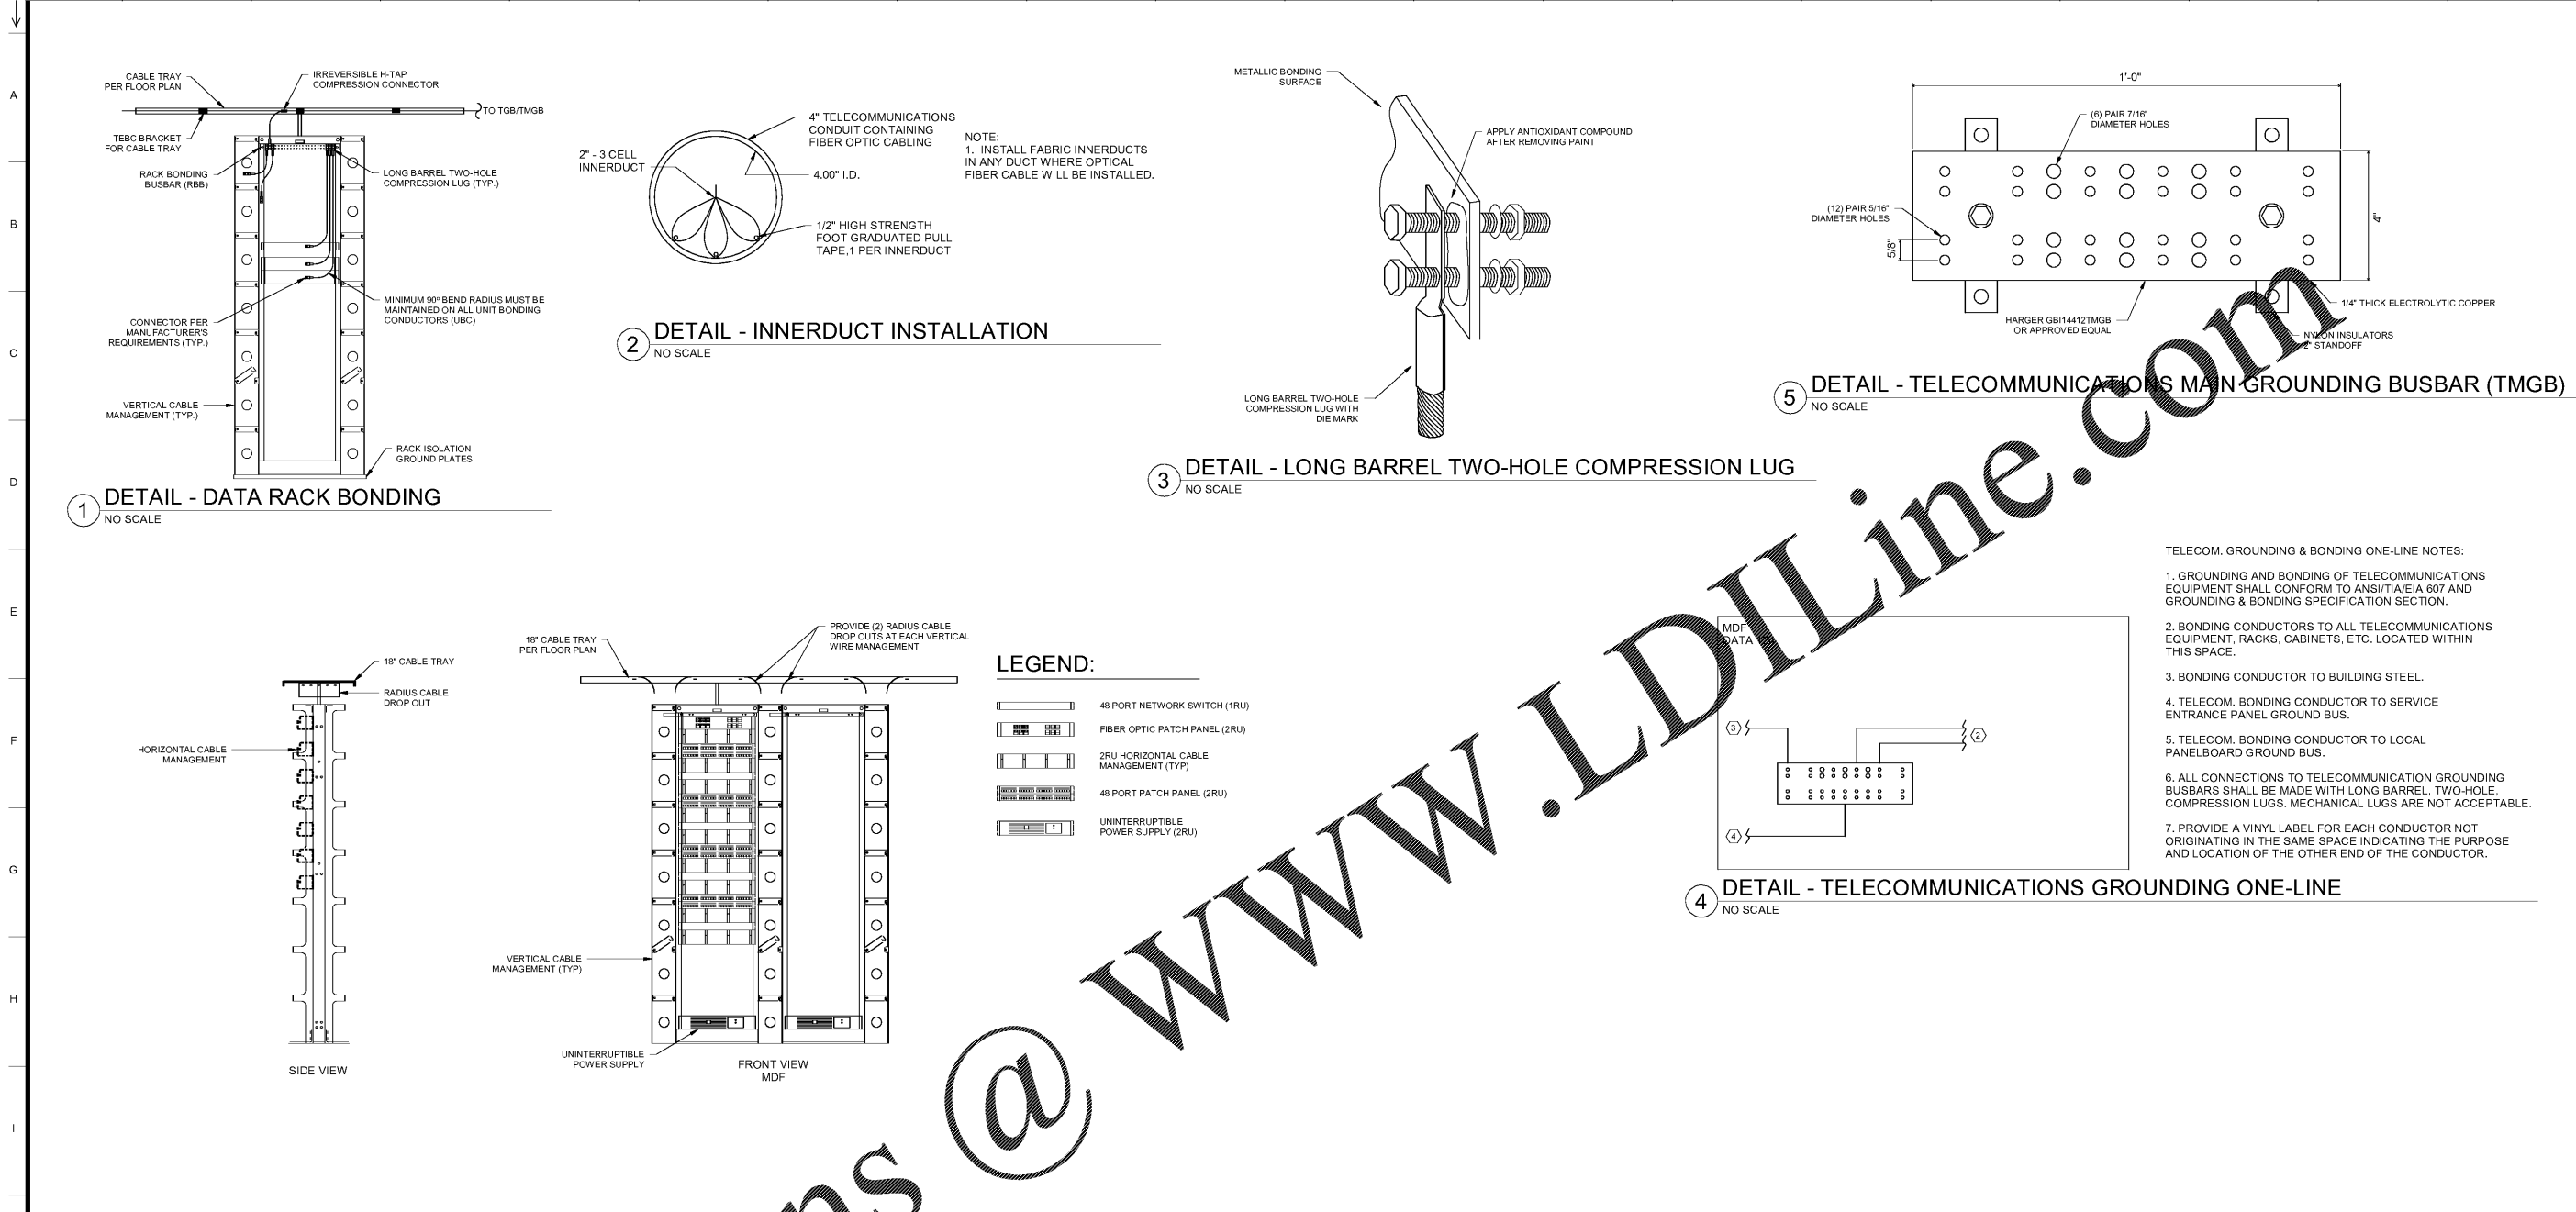 A
B
C
D
E
F
G
H
I
CABLE TRAY
PER FLOOR PLAN
IRREVERSIBLE H-TAP
COMPRESSION CONNECTOR
TO TGB/TMGB
TEBC BRACKET
FOR CABLE TRAY
RACK BONDING
BUSBAR (RBB)
LONG BARREL TWO-HOLE
COMPRESSION LUG (TYP.)
MINIMUM 90º BEND RADIUS MUST BE
MAINTAINED ON ALL UNIT BONDING
CONDUCTORS (UBC)
CONNECTOR PER
MANUFACTURER'S
REQUIREMENTS (TYP.)
VERTICAL CABLE
MANAGEMENT (TYP.)
RACK ISOLATION
GROUND PLATES
1
DETAIL - DATA RACK BONDING
NO SCALE
4" TELECOMMUNICATIONS
CONDUIT CONTAINING
FIBER OPTIC CABLING
2" - 3 CELL
INNERDUCT
4.00" I.D.
1/2" HIGH STRENGTH
FOOT GRADUATED PULL
TAPE,1 PER INNERDUCT
NOTE:
1. INSTALL FABRIC INNERDUCTS
IN ANY DUCT WHERE OPTICAL
FIBER CABLE WILL BE INSTALLED.
2
DETAIL - INNERDUCT INSTALLATION
NO SCALE
METALLIC BONDING
SURFACE
APPLY ANTIOXIDANT COMPOUND
AFTER REMOVING PAINT
LONG BARREL TWO-HOLE
COMPRESSION LUG WITH
DIE MARK
3
DETAIL - LONG BARREL TWO-HOLE COMPRESSION LUG
NO SCALE
1'-0"
(6) PAIR 7/16"
DIAMETER HOLES
(12) PAIR 5/16"
DIAMETER HOLES
5/8"
4"
1/4" THICK ELECTROLYTIC COPPER
HARGER GBI14412TMGB
OR APPROVED EQUAL
NYLON INSULATORS
2" STANDOFF
5
DETAIL - TELECOMMUNICATIONS MAIN GROUNDING BUSBAR (TMGB)
NO SCALE
18" CABLE TRAY
RADIUS CABLE
DROP OUT
HORIZONTAL CABLE
MANAGEMENT
SIDE VIEW
18" CABLE TRAY
PER FLOOR PLAN
PROVIDE (2) RADIUS CABLE
DROP OUTS AT EACH VERTICAL
WIRE MANAGEMENT
VERTICAL CABLE
MANAGEMENT (TYP)
UNINTERRUPTIBLE
POWER SUPPLY
FRONT VIEW
MDF
LEGEND:
48 PORT NETWORK SWITCH (1RU)
FIBER OPTIC PATCH PANEL (2RU)
2RU HORIZONTAL CABLE
MANAGEMENT (TYP)
48 PORT PATCH PANEL (2RU)
UNINTERRUPTIBLE
POWER SUPPLY (2RU)
MDF
DATA
3
2
4
4
DETAIL - TELECOMMUNICATIONS GROUNDING ONE-LINE
NO SCALE
TELECOM. GROUNDING & BONDING ONE-LINE NOTES:
1. GROUNDING AND BONDING OF TELECOMMUNICATIONS
EQUIPMENT SHALL CONFORM TO ANSI/TIA/EIA 607 AND
GROUNDING & BONDING SPECIFICATION SECTION.
2. BONDING CONDUCTORS TO ALL TELECOMMUNICATIONS
EQUIPMENT, RACKS, CABINETS, ETC. LOCATED WITHIN
THIS SPACE.
3. BONDING CONDUCTOR TO BUILDING STEEL.
4. TELECOM. BONDING CONDUCTOR TO SERVICE
ENTRANCE PANEL GROUND BUS.
5. TELECOM. BONDING CONDUCTOR TO LOCAL
PANELBOARD GROUND BUS.
6. ALL CONNECTIONS TO TELECOMMUNICATION GROUNDING
BUSBARS SHALL BE MADE WITH LONG BARREL, TWO-HOLE,
COMPRESSION LUGS. MECHANICAL LUGS ARE NOT ACCEPTABLE.
7. PROVIDE A VINYL LABEL FOR EACH CONDUCTOR NOT
ORIGINATING IN THE SAME SPACE INDICATING THE PURPOSE
AND LOCATION OF THE OTHER END OF THE CONDUCTOR.
ns @ www.LDILine.com